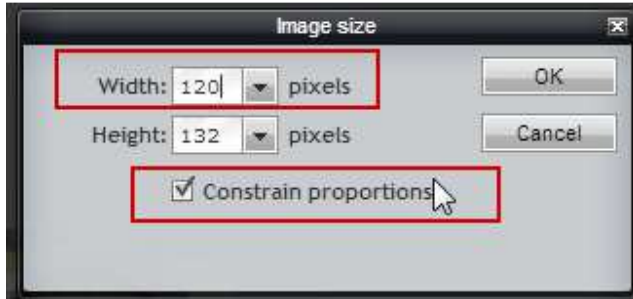 Image size
Width: 120 pixels OK
Height: 132 pixels Cancel
Constrain proportions